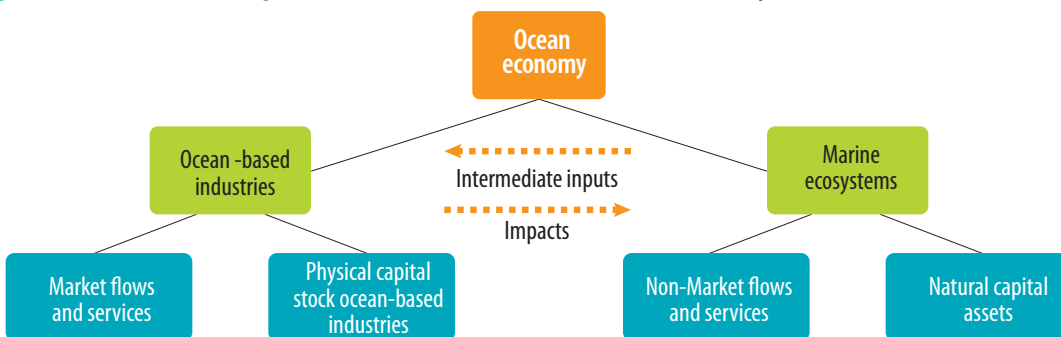 Ocean
economy
Ocean -based
industries
Intermediate inputs
Impacts
Marine
ecosystems
Market flows
and services
Physical capital
stock ocean-based
industries
Non-Market flows
and services
Natural capital
assets